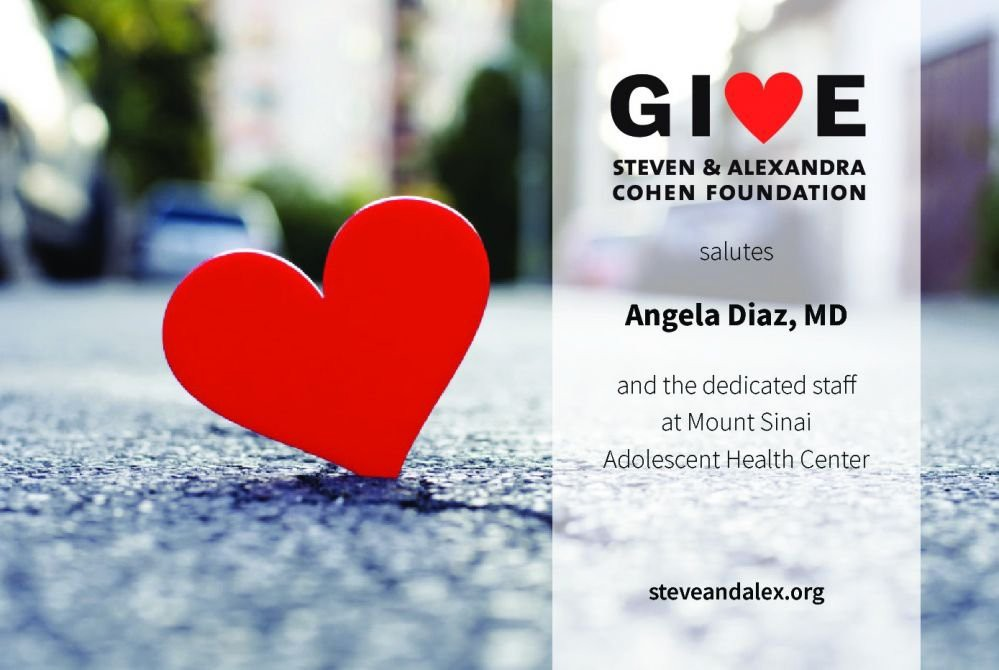 GIVE
STEVEN & ALEXANDRA
COHEN FOUNDATION
salutes
Angela Diaz, MD
and the dedicated staff
at Mount Sinai
Adolescent Health Center
steveandalex.org